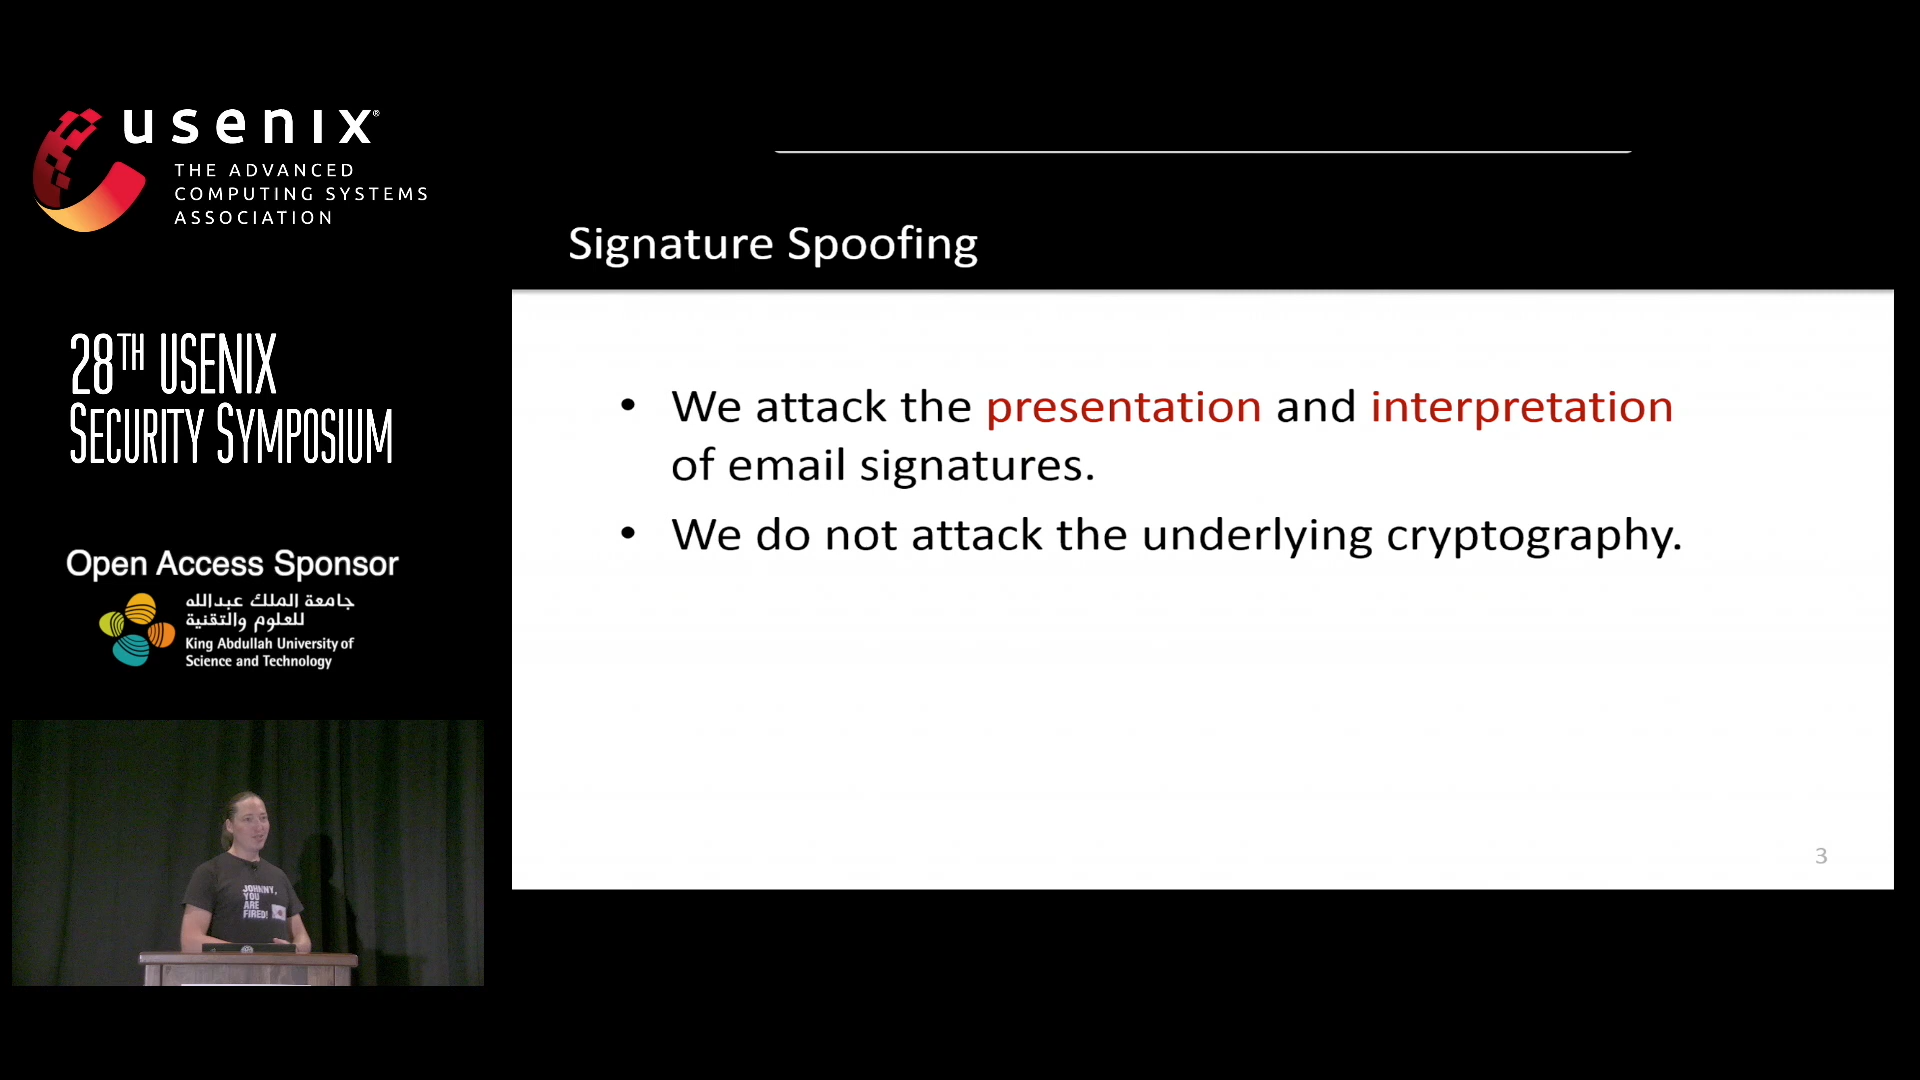 usenix®
THE ADVANCED
COMPUTING SYSTEMS
ASSOCIATION
28TH USENIX
SECURITY SYMPOSIUM
Open Access Sponsor
جامعة الملك عبدالله
للعلوم والتقنية
King Abdullah University of
Science and Technology
JOHNNY,
YOU
ARE
FIRED!
Signature Spoofing
• We attack the presentation and interpretation
of email signatures.
• We do not attack the underlying cryptography.
3